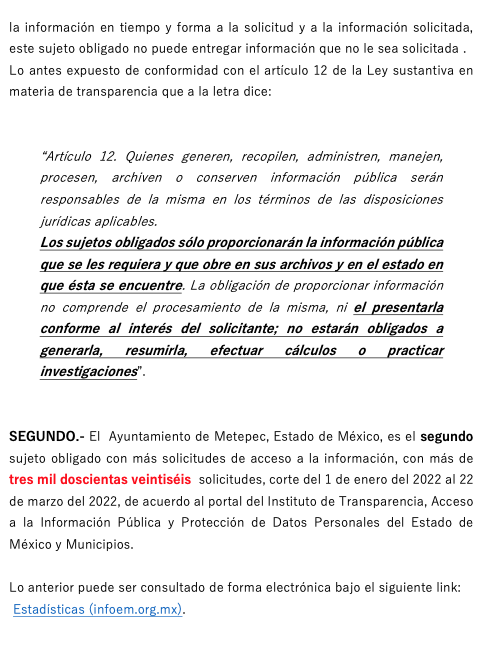 la información en tiempo y forma a la solicitud y a la información solicitada,
este sujeto obligado no puede entregar información que no le sea solicitada .
Lo antes expuesto de conformidad con el artículo 12 de la Ley sustantiva en
materia de transparencia que a la letra dice:
“Artículo 12. Quienes generen, recopilen, administren, manejen,
procesen, archiven o conserven información pública serán
responsables de la misma en los términos de las disposiciones
jurídicas aplicables.
Los sujetos obligados sólo proporcionarán la información pública
que se les requiera y que obre en sus archivos y en el estado en
que ésta se encuentre. La obligación de proporcionar información
no comprende el procesamiento de la misma, ni el presentarla
conforme al interés del solicitante; no estarán obligados a
generarla, resumirla, efectuar cálculos o practicar
investigaciones”.
SEGUNDO.- El Ayuntamiento de Metepec, Estado de México, es el segundo
sujeto obligado con más solicitudes de acceso a la información, con más de
tres mil doscientas veintiséis solicitudes, corte del 1 de enero del 2022 al 22
de marzo del 2022, de acuerdo al portal del Instituto de Transparencia, Acceso
a la Información Pública y Protección de Datos Personales del Estado de
México y Municipios.
Lo anterior puede ser consultado de forma electrónica bajo el siguiente link:
Estadísticas (infoem.org.mx).